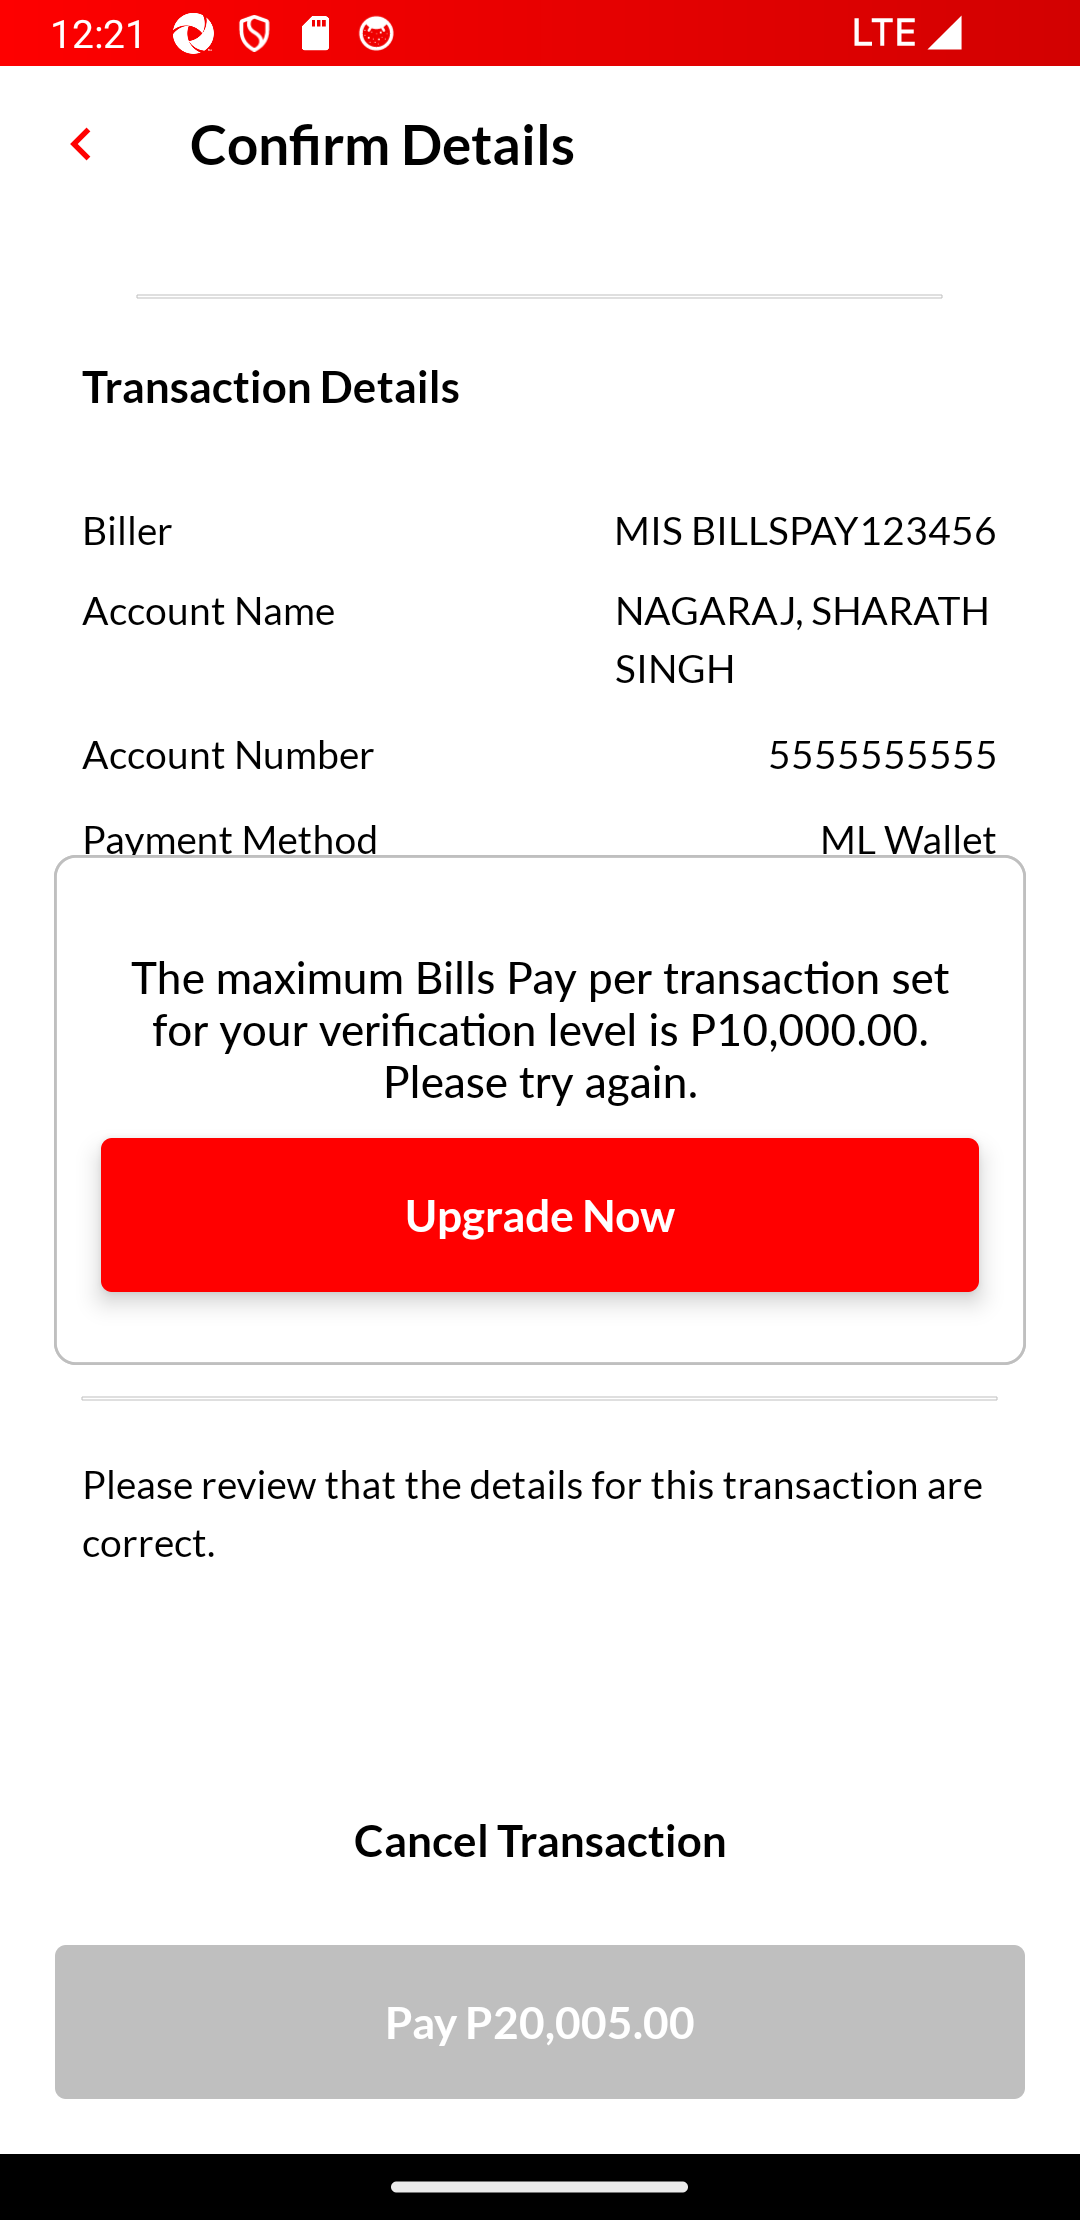 12:21
LTE
Confirm Details
Transaction Details
Biller MIS BILLSPAY123456
Account Name NAGARAJ, SHARATH
SINGH
Account Number 5555555555
Payment Method ML Wallet
The maximum Bills Pay per transaction set
for your verification level is P10,000.00.
Please try again.
Upgrade Now
Please review that the details for this transaction are
correct.
Cancel Transaction
Pay P20,005.00